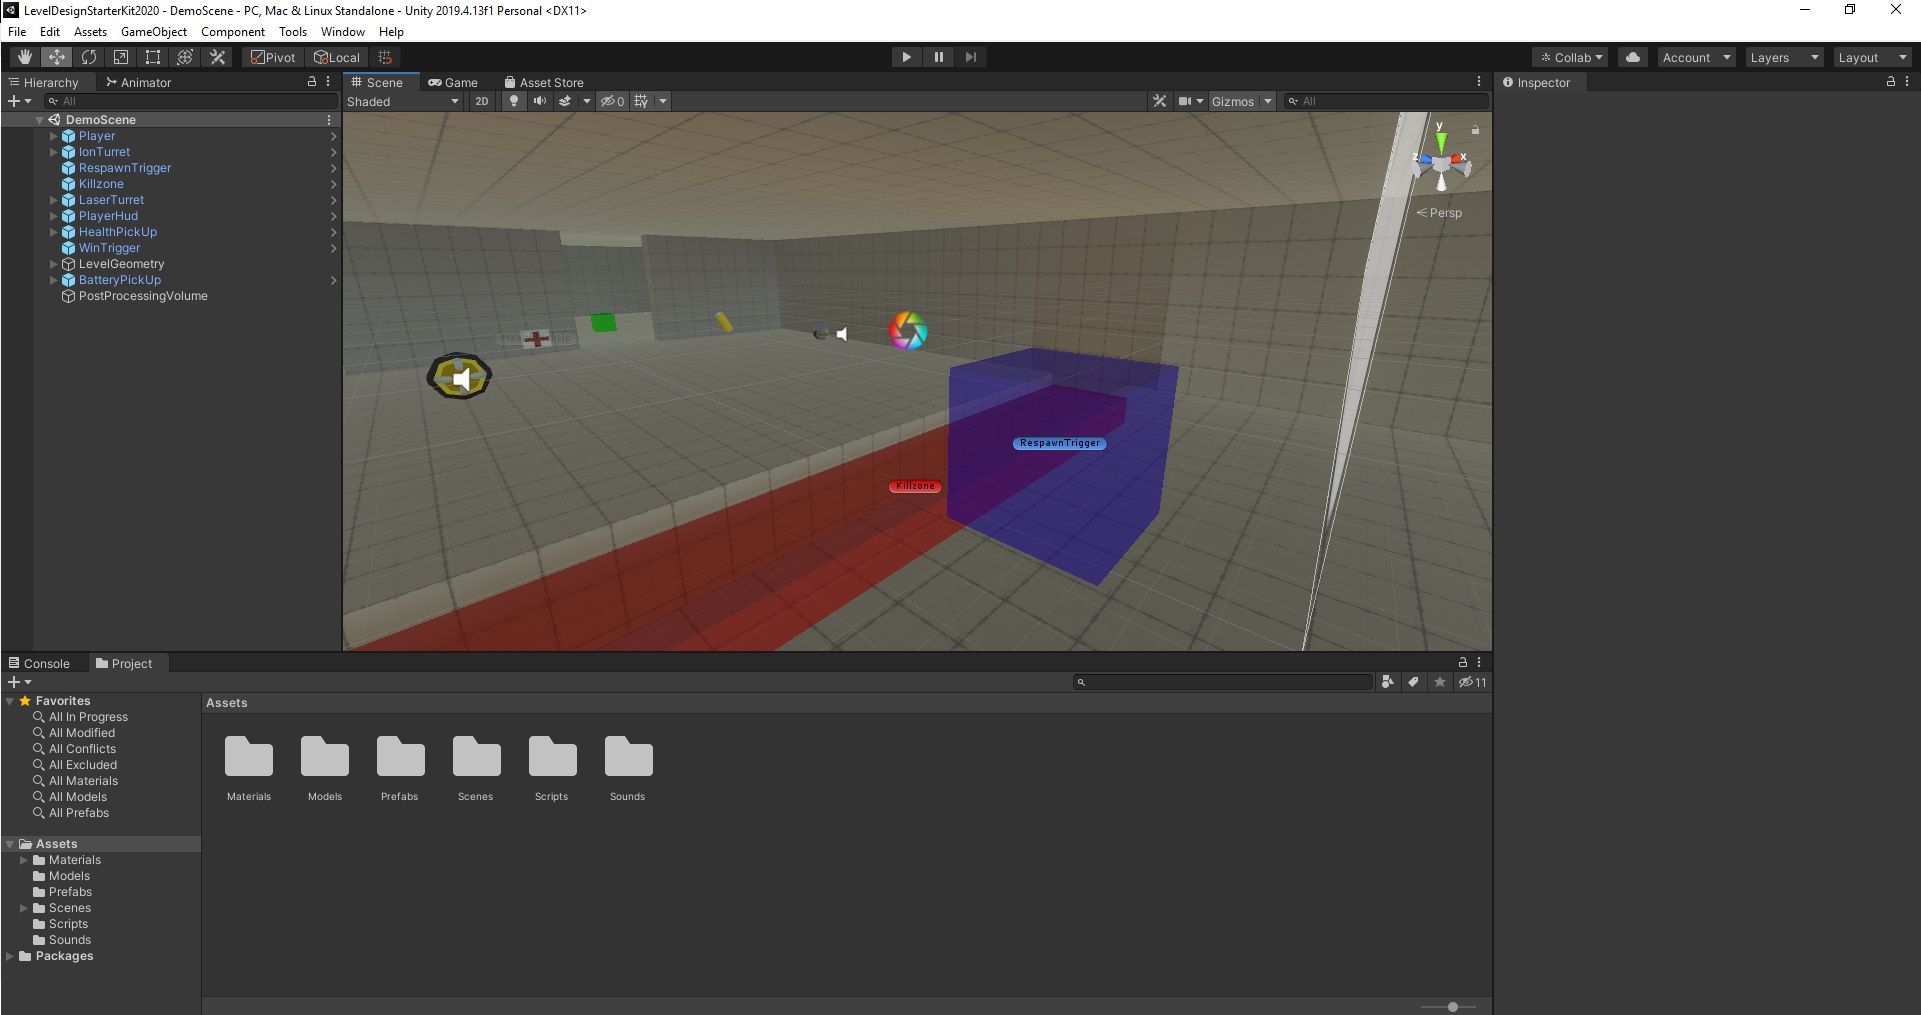 LevelDesignStarterKit2020 - DemoScene - PC, Mac & Linux Standalone - Unity 2019.4.13f1 Personal <DX11>
File Edit Assets GameObject Component Tools Window Help
Pivot Local Collab Account Layers Layout
Hierarchy Animator
All
DemoScene
Player
IonTurret
RespawnTrigger
Killzone
LaserTurret
PlayerHud
HealthPickUp
WinTrigger
LevelGeometry
BatteryPickUp
PostProcessingVolume
Scene Game Asset Store
Shaded 2D 0 Gizmos All
y
z x
Persp
RespawnTrigger
Killzone
Inspector
Console Project
11
Favorites
All In Progress
All Modified
All Conflicts
All Excluded
All Materials
All Models
All Prefabs
Assets
Materials
Models
Prefabs
Scenes
Scripts
Sounds
Packages
Assets
Materials Models Prefabs Scenes Scripts Sounds